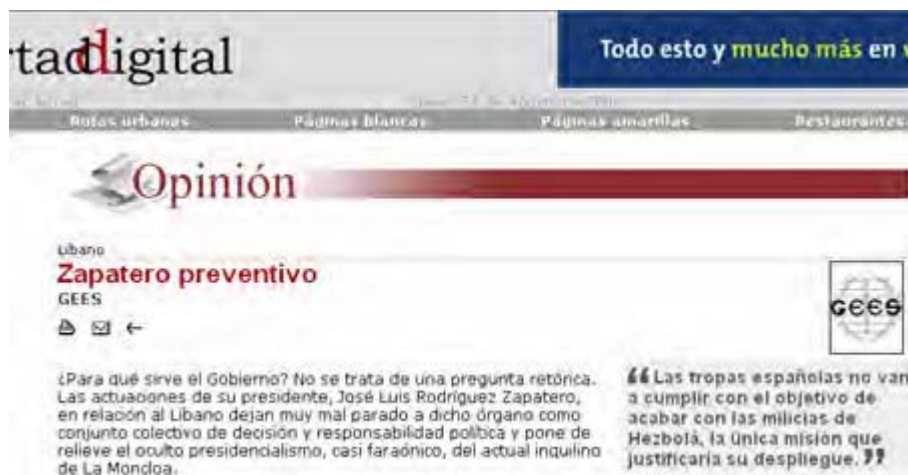 rtaddigital
Todo esto y mucho más en v
Rutas urbanas Páginas blancas Páginas amarillas Restaurantes
Opinión
Líbano
Zapatero preventivo
GEES
GEES
¿Para qué sirve el Gobierno? No se trata de una pregunta retórica.
Las actuaciones de su presidente, José Luis Rodríguez Zapatero,
en relación al Líbano dejan muy mal parado a dicho órgano como
conjunto colectivo de decisión y responsabilidad política y pone de
relieve el oculto presidencialismo, casi faraónico, del actual inquilino
de La Moncloa.
“Las tropas españolas no van
a cumplir con el objetivo de
acabar con las milicias de
Hezbolá, la única misión que
justificaría su despliegue.”